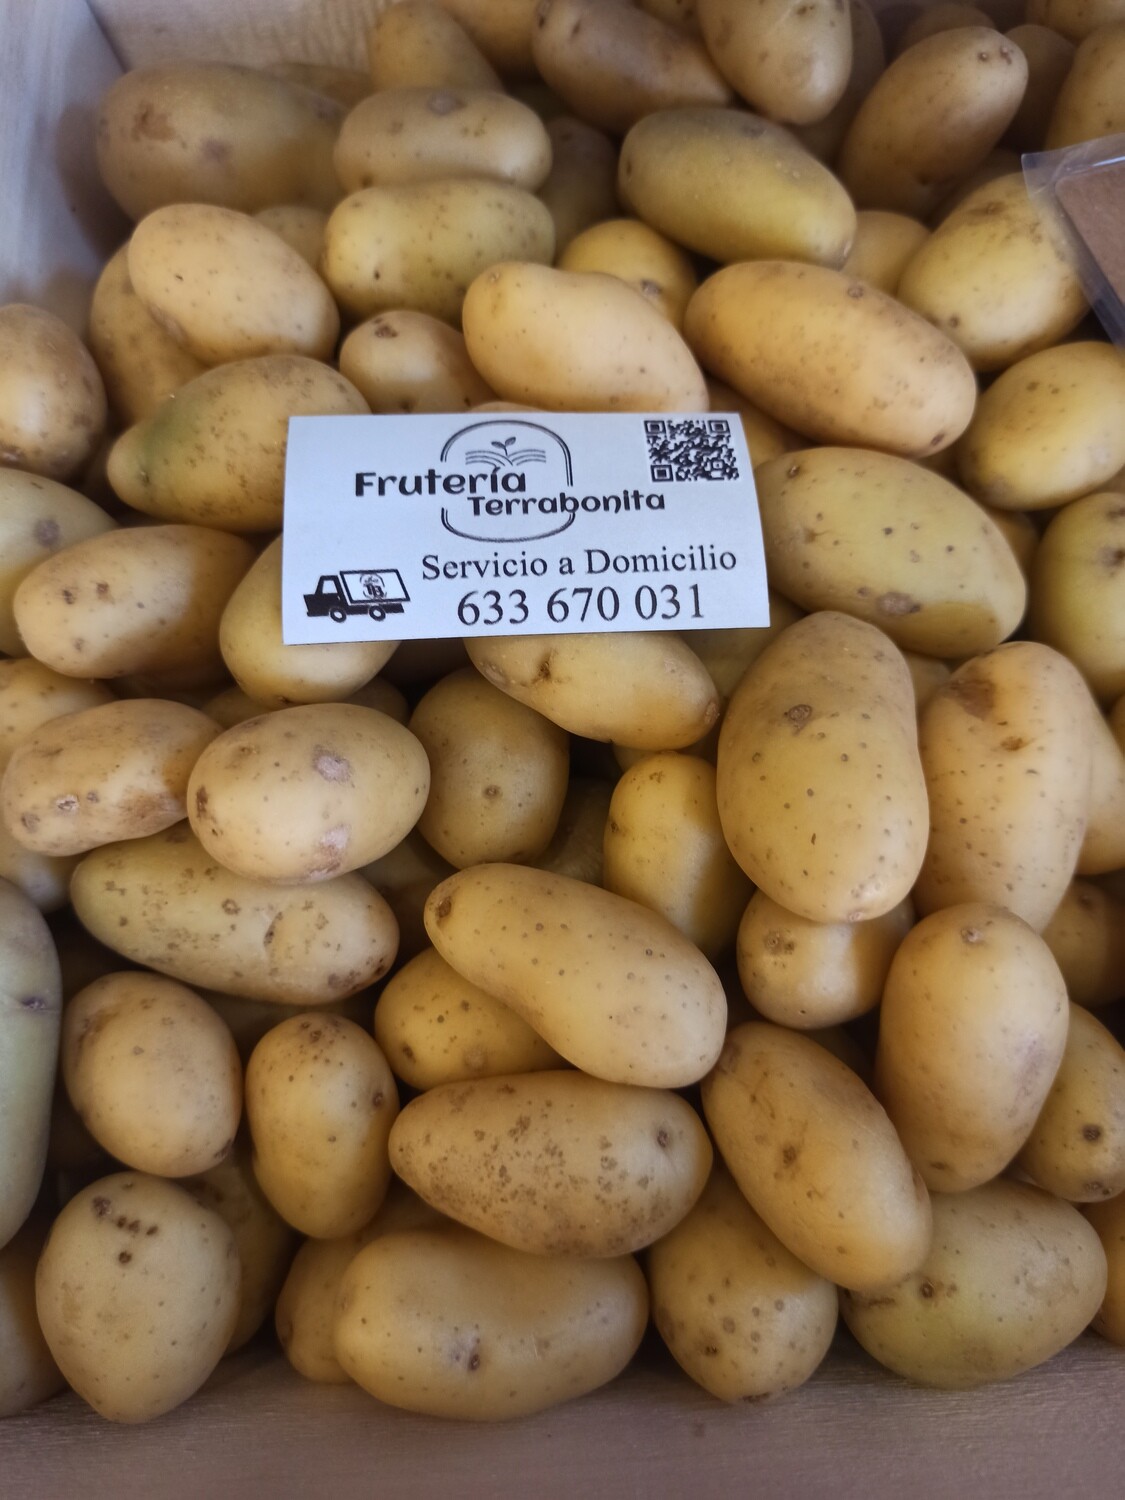 Frutería
Terrabonita
Servicio a Domicilio
633 670 031